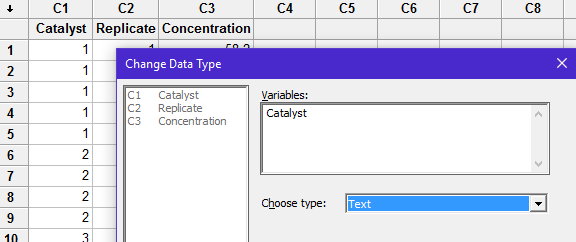 C1 C2 C3 C4 C5 C6 C7 C8
Catalyst Replicate Concentration
1 1 1 58.2
2 1
3 1
4 1
5 1
6 2
7 2
8 2
9 2
10 3
Change Data Type
C1 Catalyst
C2 Replicate
C3 Concentration
Variables:
Catalyst
Choose type:
Text